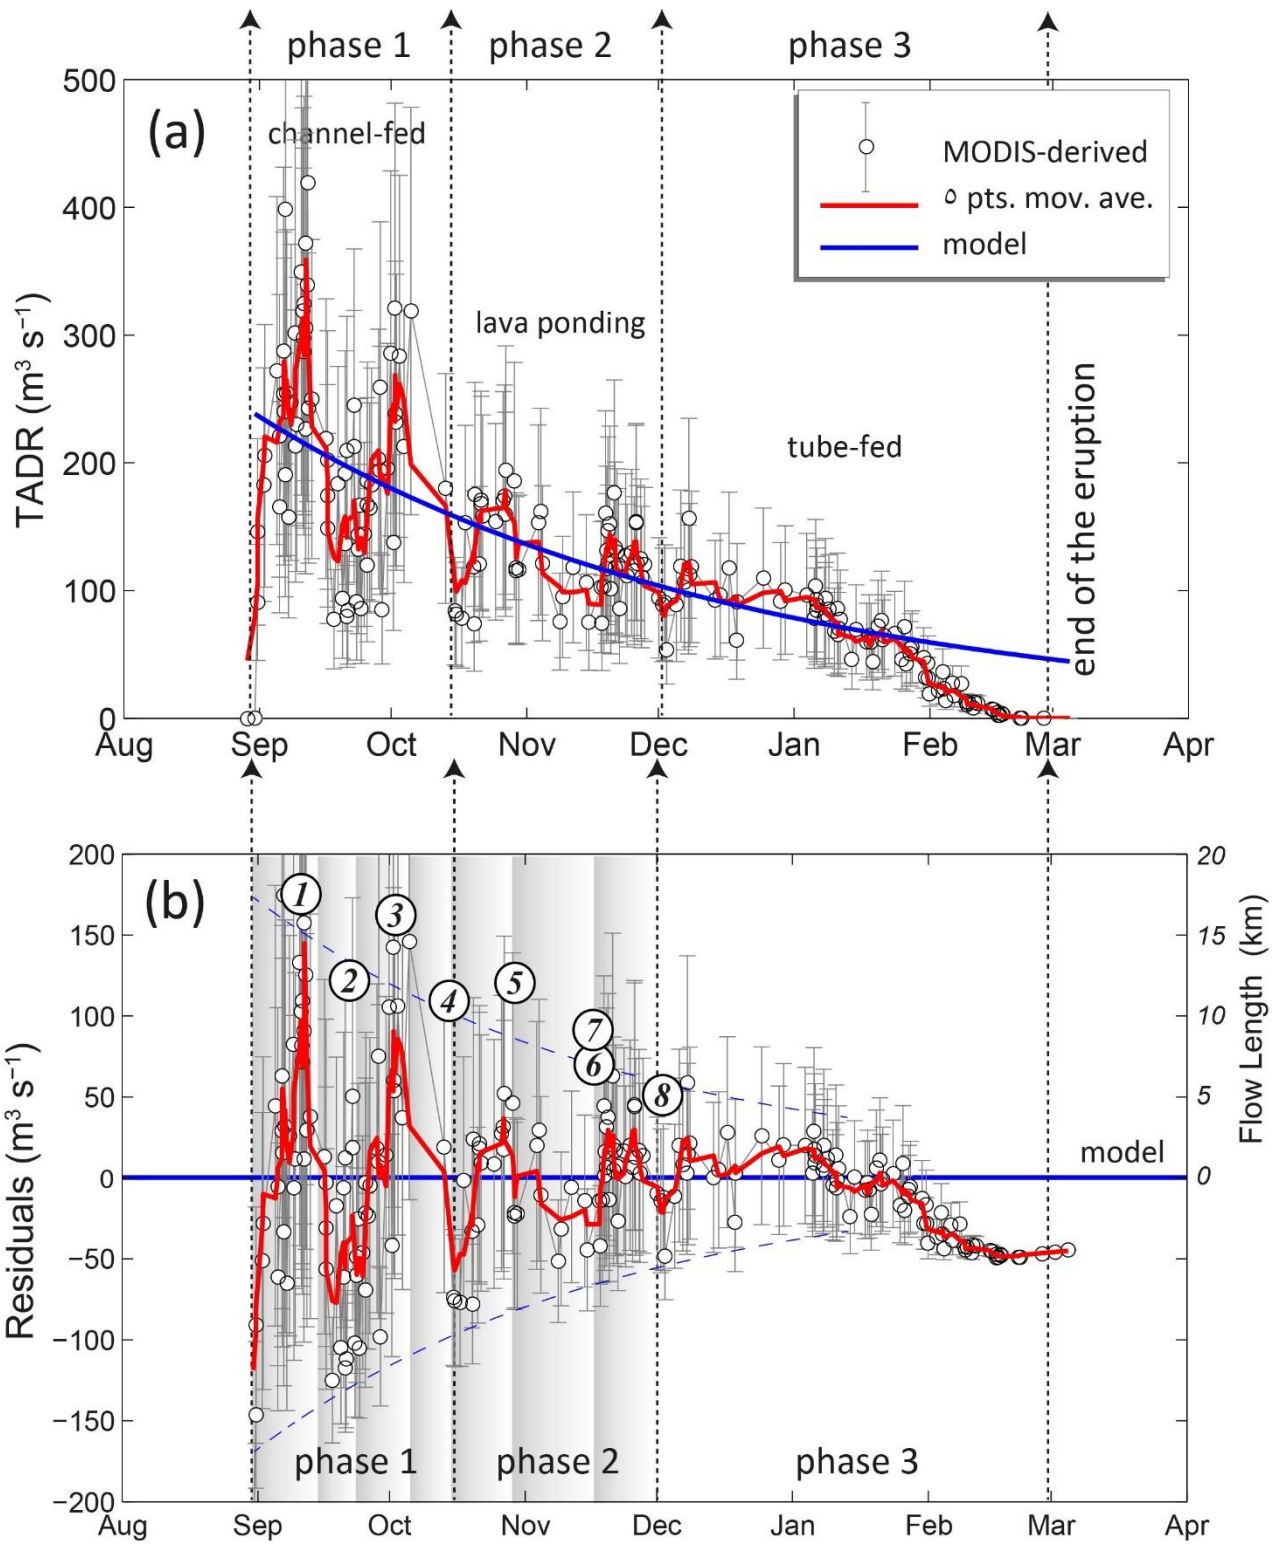 phase 1 phase 2 phase 3
500
400
300
200
100
0
TADR (m³ s⁻¹)
(a)
channel-fed
lava ponding
tube-fed
MODIS-derived
pts. mov. ave.
model
end of the eruption
Aug Sep Oct Nov Dec Jan Feb Mar Apr
200
150
100
50
0
−50
−100
−150
−200
Residuals (m³ s⁻¹)
(b)
1
2
3
4
5
6
7
8
model
phase 1 phase 2 phase 3
20
15
10
5
0
Flow Length (km)
Aug Sep Oct Nov Dec Jan Feb Mar Apr